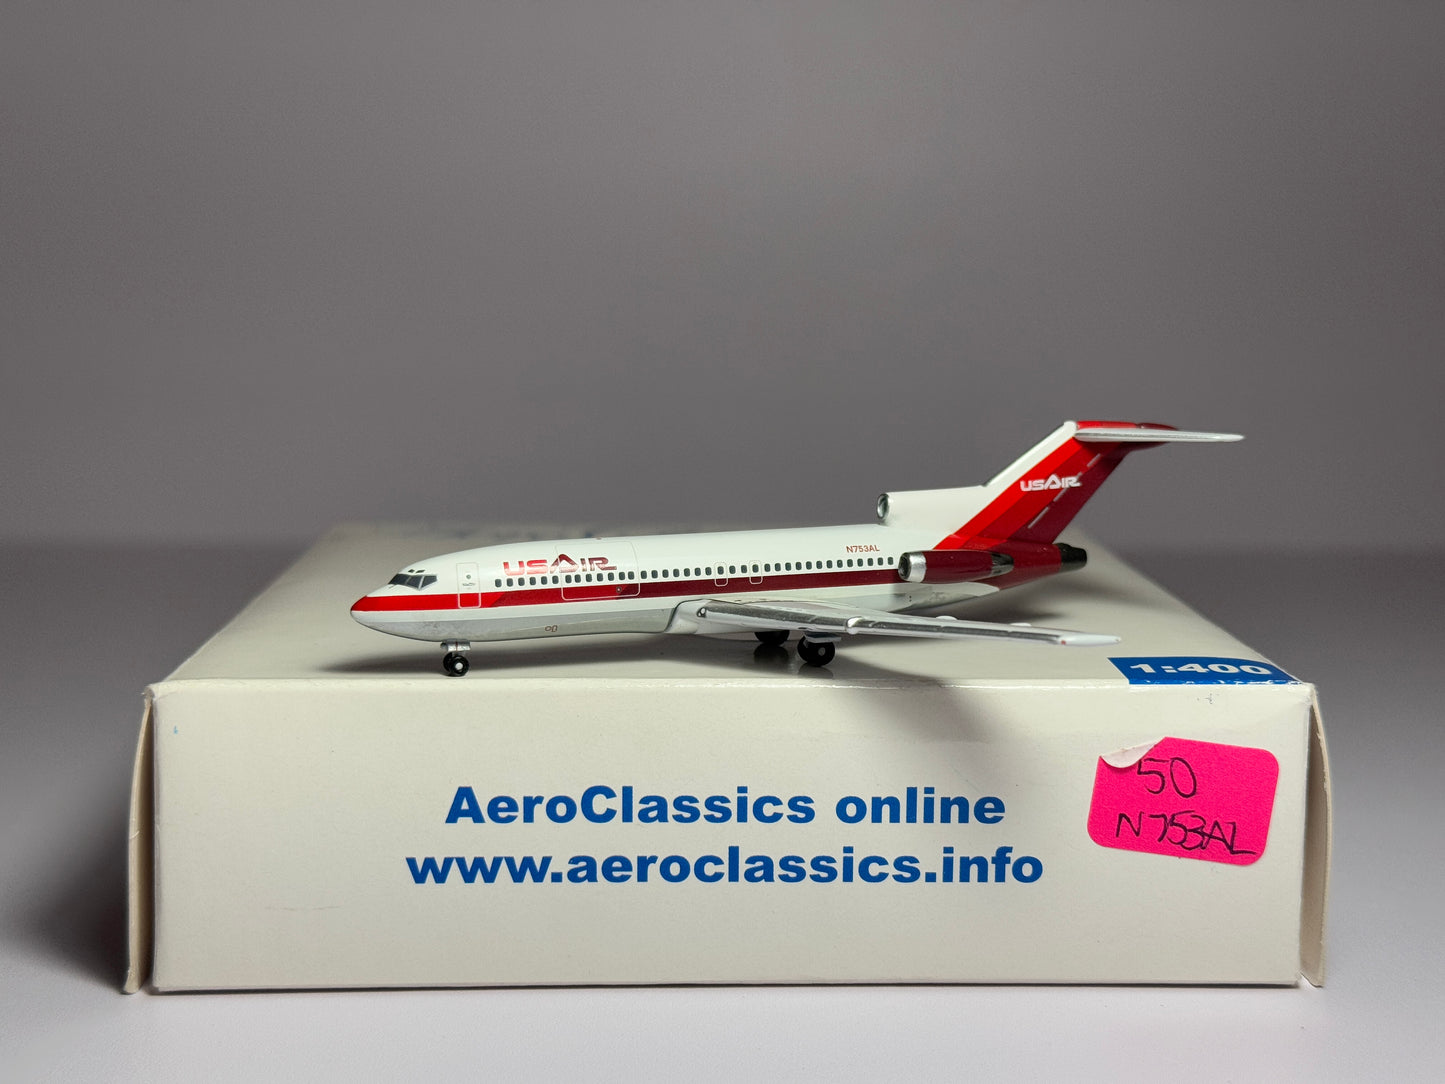 USAIR
N753AL
USAIR
1:400
AeroClassics online
www.aeroclassics.info
50
N753AL